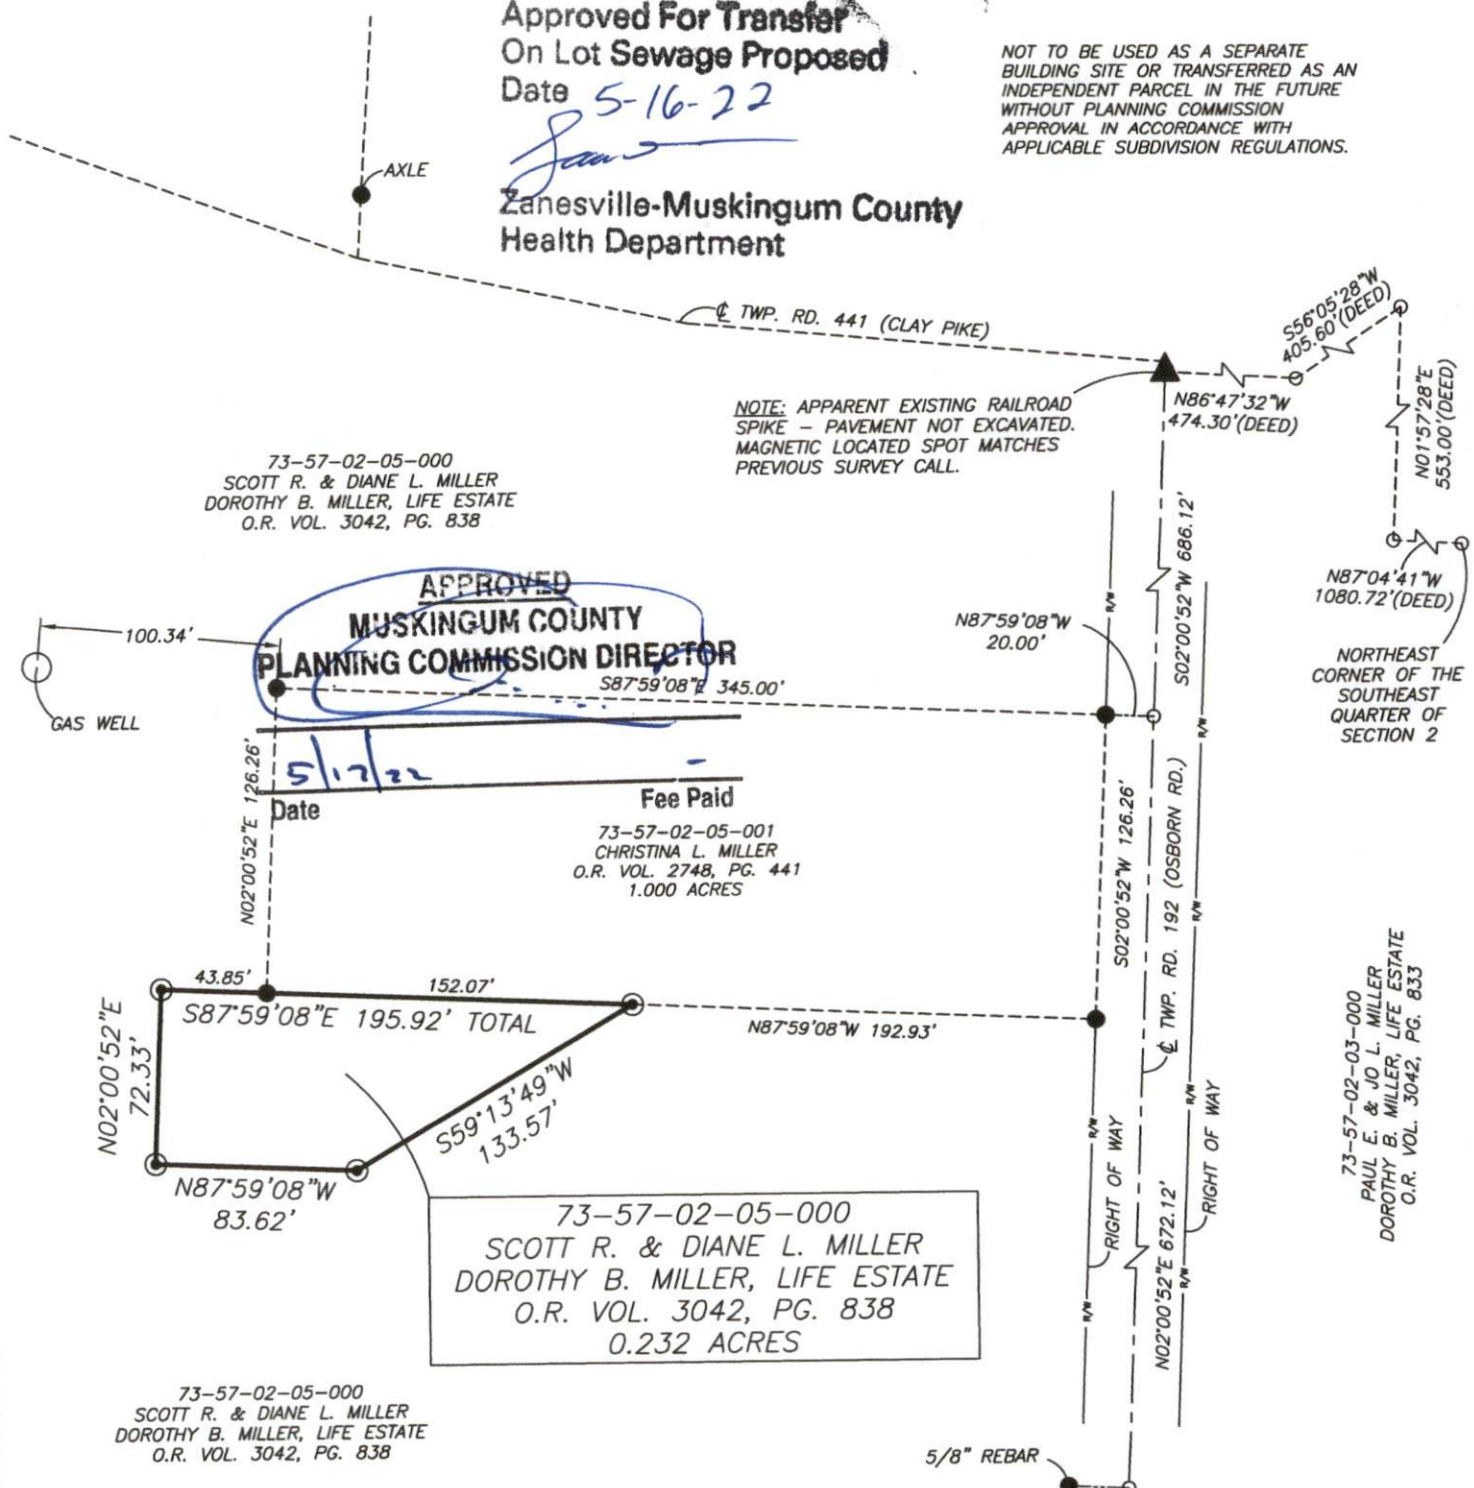 Approved For Transfer
On Lot Sewage Proposed
Date 5-16-22
Zanesville-Muskingum County
Health Department
NOT TO BE USED AS A SEPARATE
BUILDING SITE OR TRANSFERRED AS AN
INDEPENDENT PARCEL IN THE FUTURE
WITHOUT PLANNING COMMISSION
APPROVAL IN ACCORDANCE WITH
APPLICABLE SUBDIVISION REGULATIONS.
AXLE
℄ TWP. RD. 441 (CLAY PIKE)
S56°05'28"W
405.60'(DEED)
N86°47'32"W
474.30'(DEED)
N01°57'28"E
553.00'(DEED)
NOTE: APPARENT EXISTING RAILROAD
SPIKE – PAVEMENT NOT EXCAVATED.
MAGNETIC LOCATED SPOT MATCHES
PREVIOUS SURVEY CALL.
73-57-02-05-000
SCOTT R. & DIANE L. MILLER
DOROTHY B. MILLER, LIFE ESTATE
O.R. VOL. 3042, PG. 838
S02°00'52"W 686.12'
N87°04'41"W
1080.72'(DEED)
NORTHEAST
CORNER OF THE
SOUTHEAST
QUARTER OF
SECTION 2
APPROVED
MUSKINGUM COUNTY
PLANNING COMMISSION DIRECTOR
100.34'
GAS WELL
S87°59'08"E 345.00'
N87°59'08"W
20.00'
R/W
R/W
5/17/22 -
Date Fee Paid
N02°00'52"E 126.26'
73-57-02-05-001
CHRISTINA L. MILLER
O.R. VOL. 2748, PG. 441
1.000 ACRES
S02°00'52"W 126.26'
℄ TWP. RD. 192 (OSBORN RD.)
R/W
43.85'
152.07'
S87°59'08"E 195.92' TOTAL
N87°59'08"W 192.93'
N02°00'52"E
72.33'
S59°13'49"W
133.57'
N87°59'08"W
83.62'
R/W
R/W
RIGHT OF WAY
RIGHT OF WAY
73-57-02-03-000
PAUL E. & JO L. MILLER
DOROTHY B. MILLER, LIFE ESTATE
O.R. VOL. 3042, PG. 833
73-57-02-05-000
SCOTT R. & DIANE L. MILLER
DOROTHY B. MILLER, LIFE ESTATE
O.R. VOL. 3042, PG. 838
0.232 ACRES
R/W
R/W
N02°00'52"E 672.12'
73-57-02-05-000
SCOTT R. & DIANE L. MILLER
DOROTHY B. MILLER, LIFE ESTATE
O.R. VOL. 3042, PG. 838
5/8" REBAR